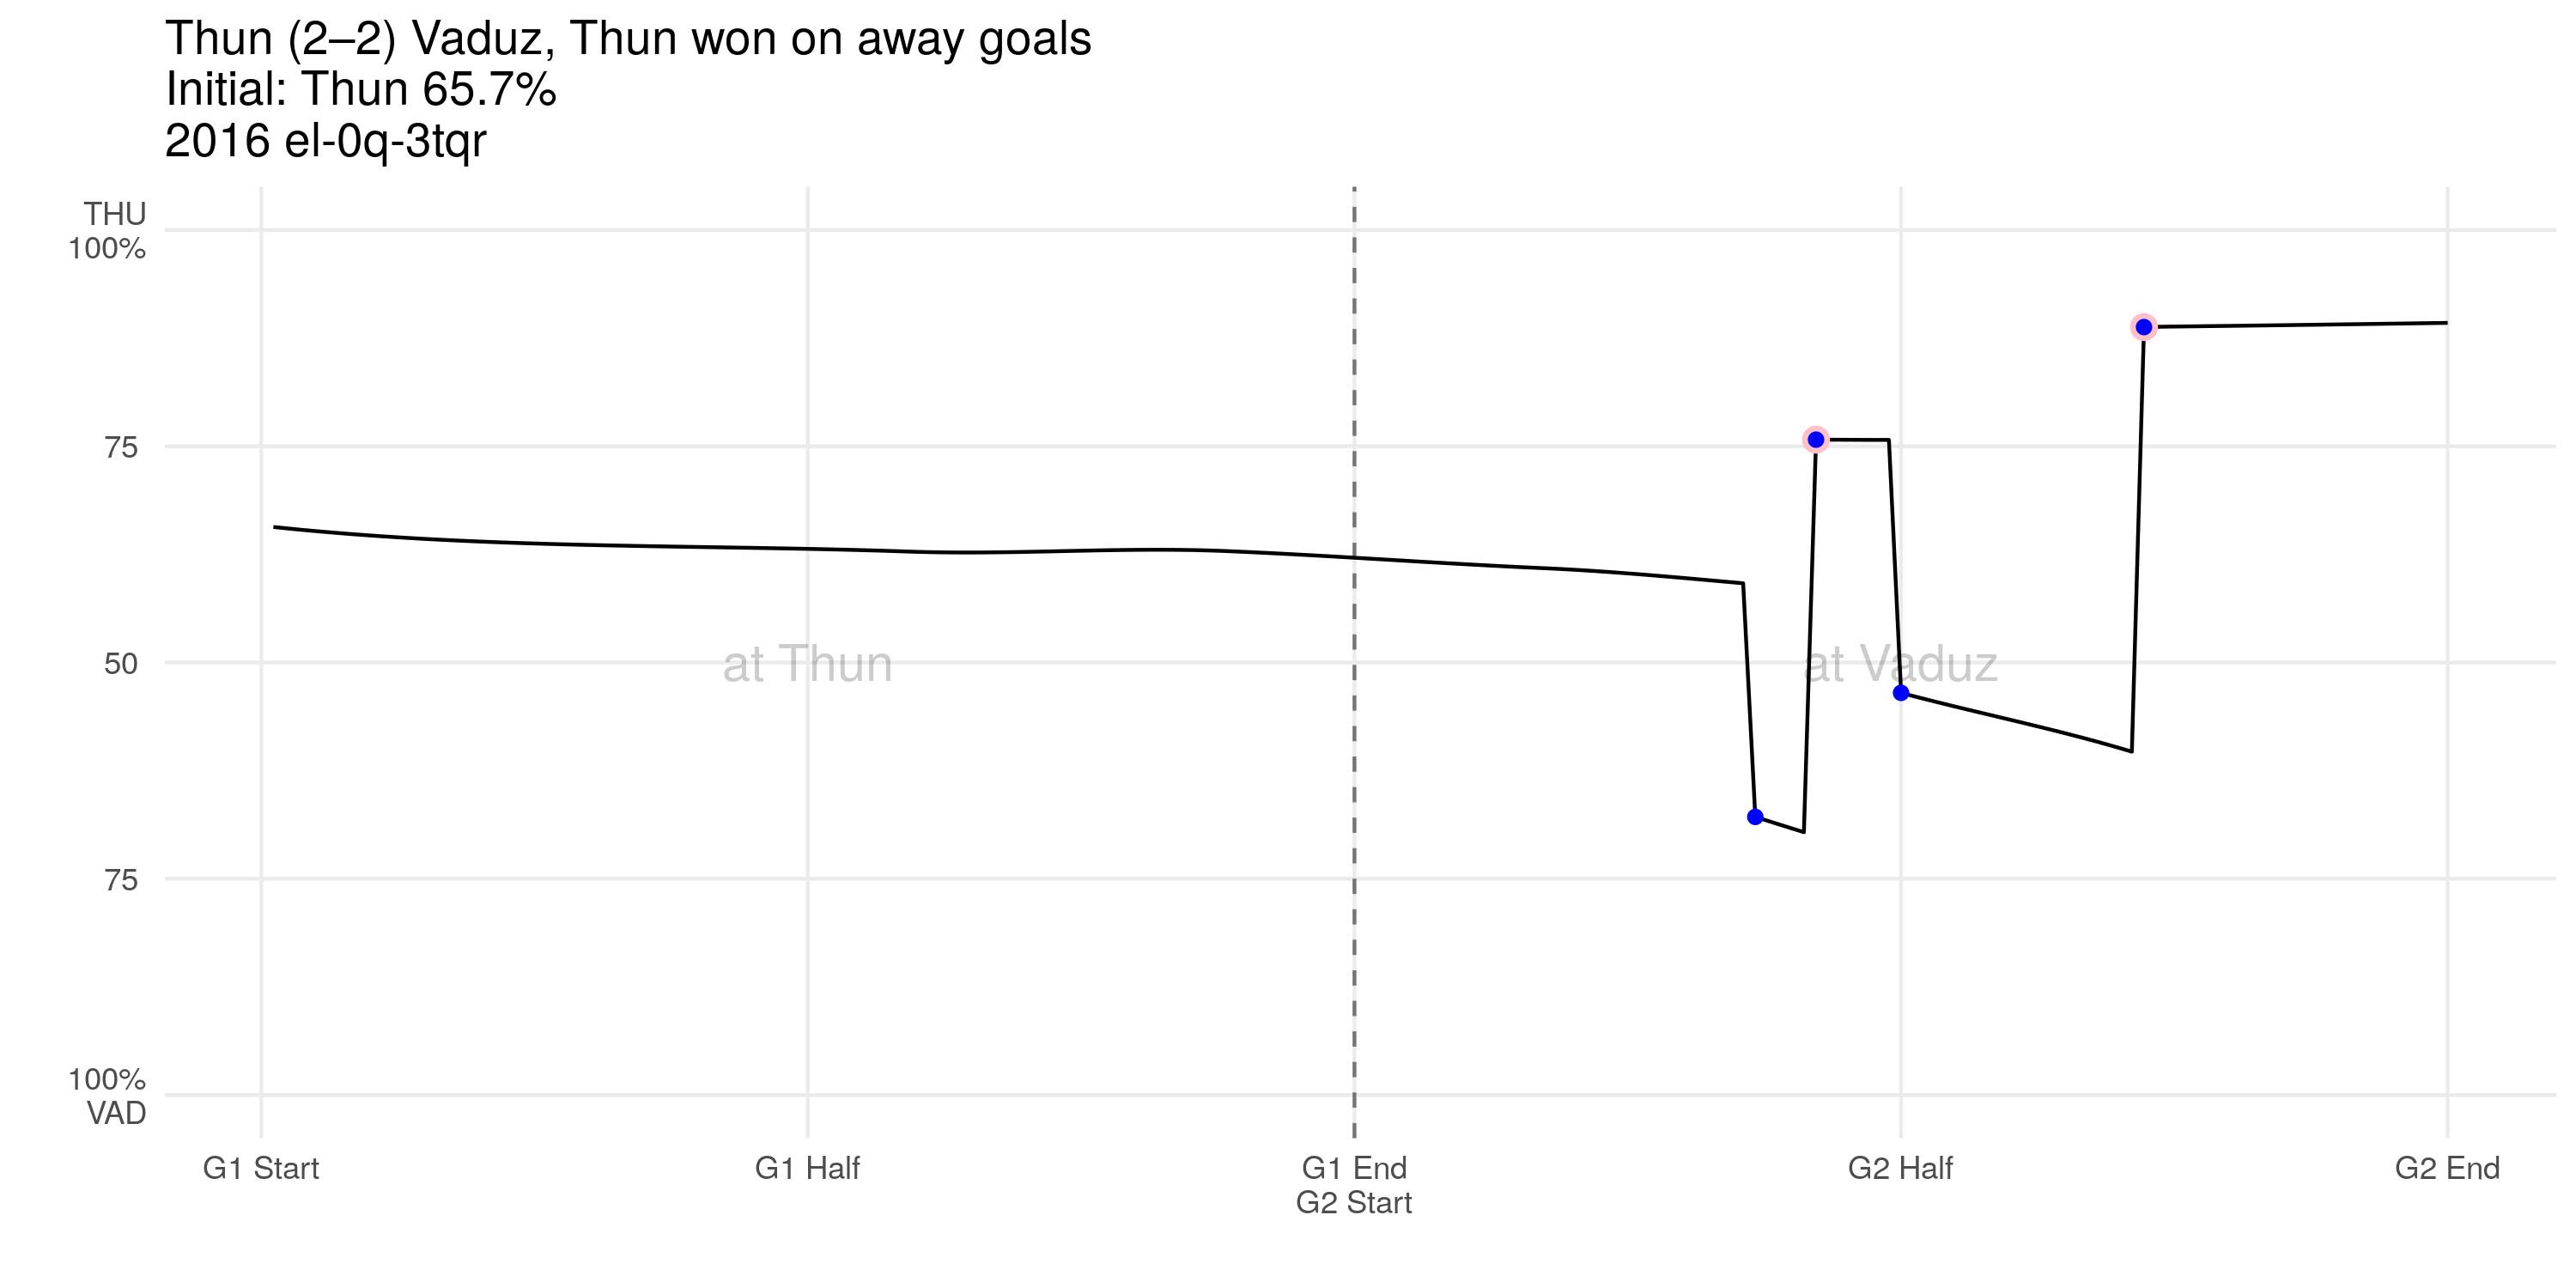 Thun (2–2) Vaduz, Thun won on away goals
Initial: Thun 65.7%
2016 el-0q-3tqr
THU
100%
75
50
75
100%
VAD
at Thun
at Vaduz
G1 Start
G1 Half
G1 End
G2 Start
G2 Half
G2 End